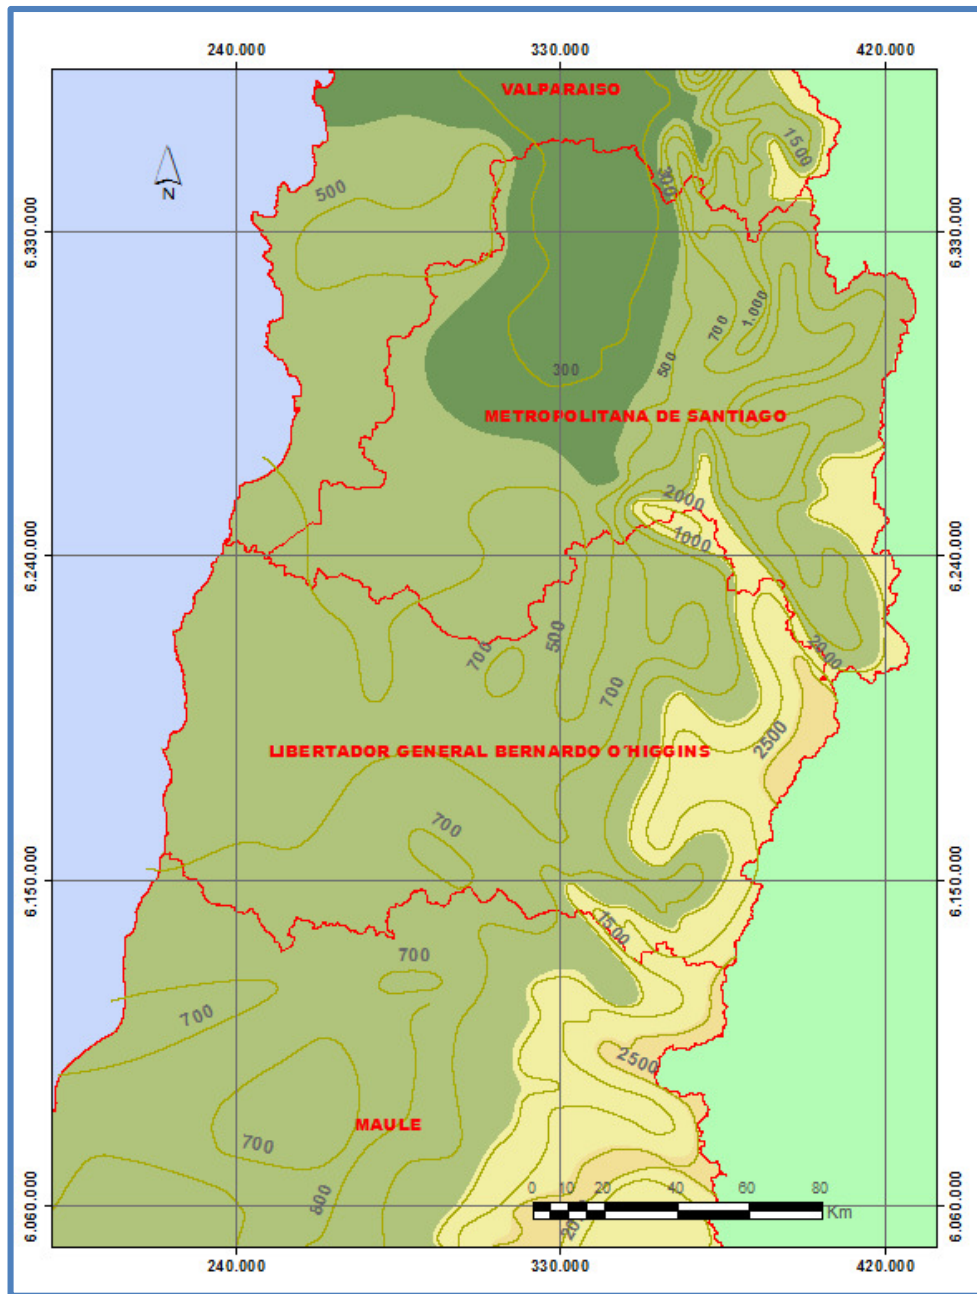 240.000 330.000 420.000
VALPARAISO
1500
N
500
300
6.330.000 6.330.000
1.000
700
500
300
METROPOLITANA DE SANTIAGO
2000
1000
6.240.000 6.240.000
500
700
2000
700
2500
LIBERTADOR GENERAL BERNARDO O´HIGGINS
700
6.150.000 6.150.000
1500
700
700
2500
MAULE
700
0 10 20 40 60 80
Km
800
6.060.000 6.060.000
240.000 330.000 420.000